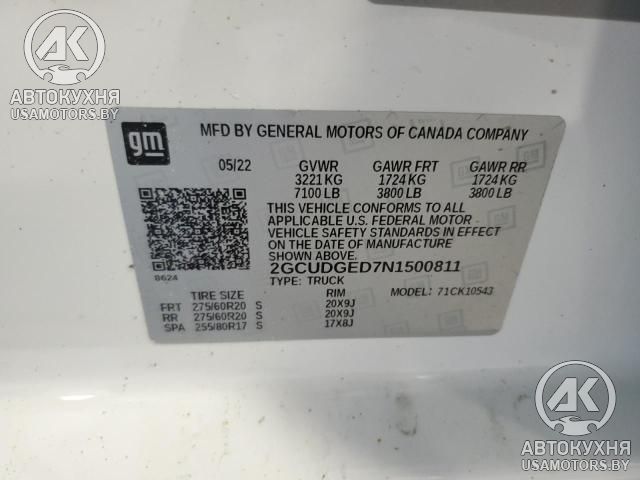 АК
АВТОКУХНЯ
USAMOTORS.BY
АК
АВТОКУХНЯ
USAMOTORS.BY
gm
MFD BY GENERAL MOTORS OF CANADA COMPANY
05/22 GVWR GAWR FRT GAWR RR
3221 KG 1724 KG 1724 KG
7100 LB 3800 LB 3800 LB
THIS VEHICLE CONFORMS TO ALL
APPLICABLE U.S. FEDERAL MOTOR
VEHICLE SAFETY STANDARDS IN EFFECT
ON THE DATE OF MANUFACTURE
SHOWN ABOVE.
2GCUDGED7N1500811
8624
TYPE: TRUCK MODEL: 71CK10543
TIRE SIZE RIM
FRT 275/60R20 S 20X9J
RR 275/60R20 S 20X9J
SPA 255/80R17 S 17X8J
АК
АВТОКУХНЯ
USAMOTORS.BY